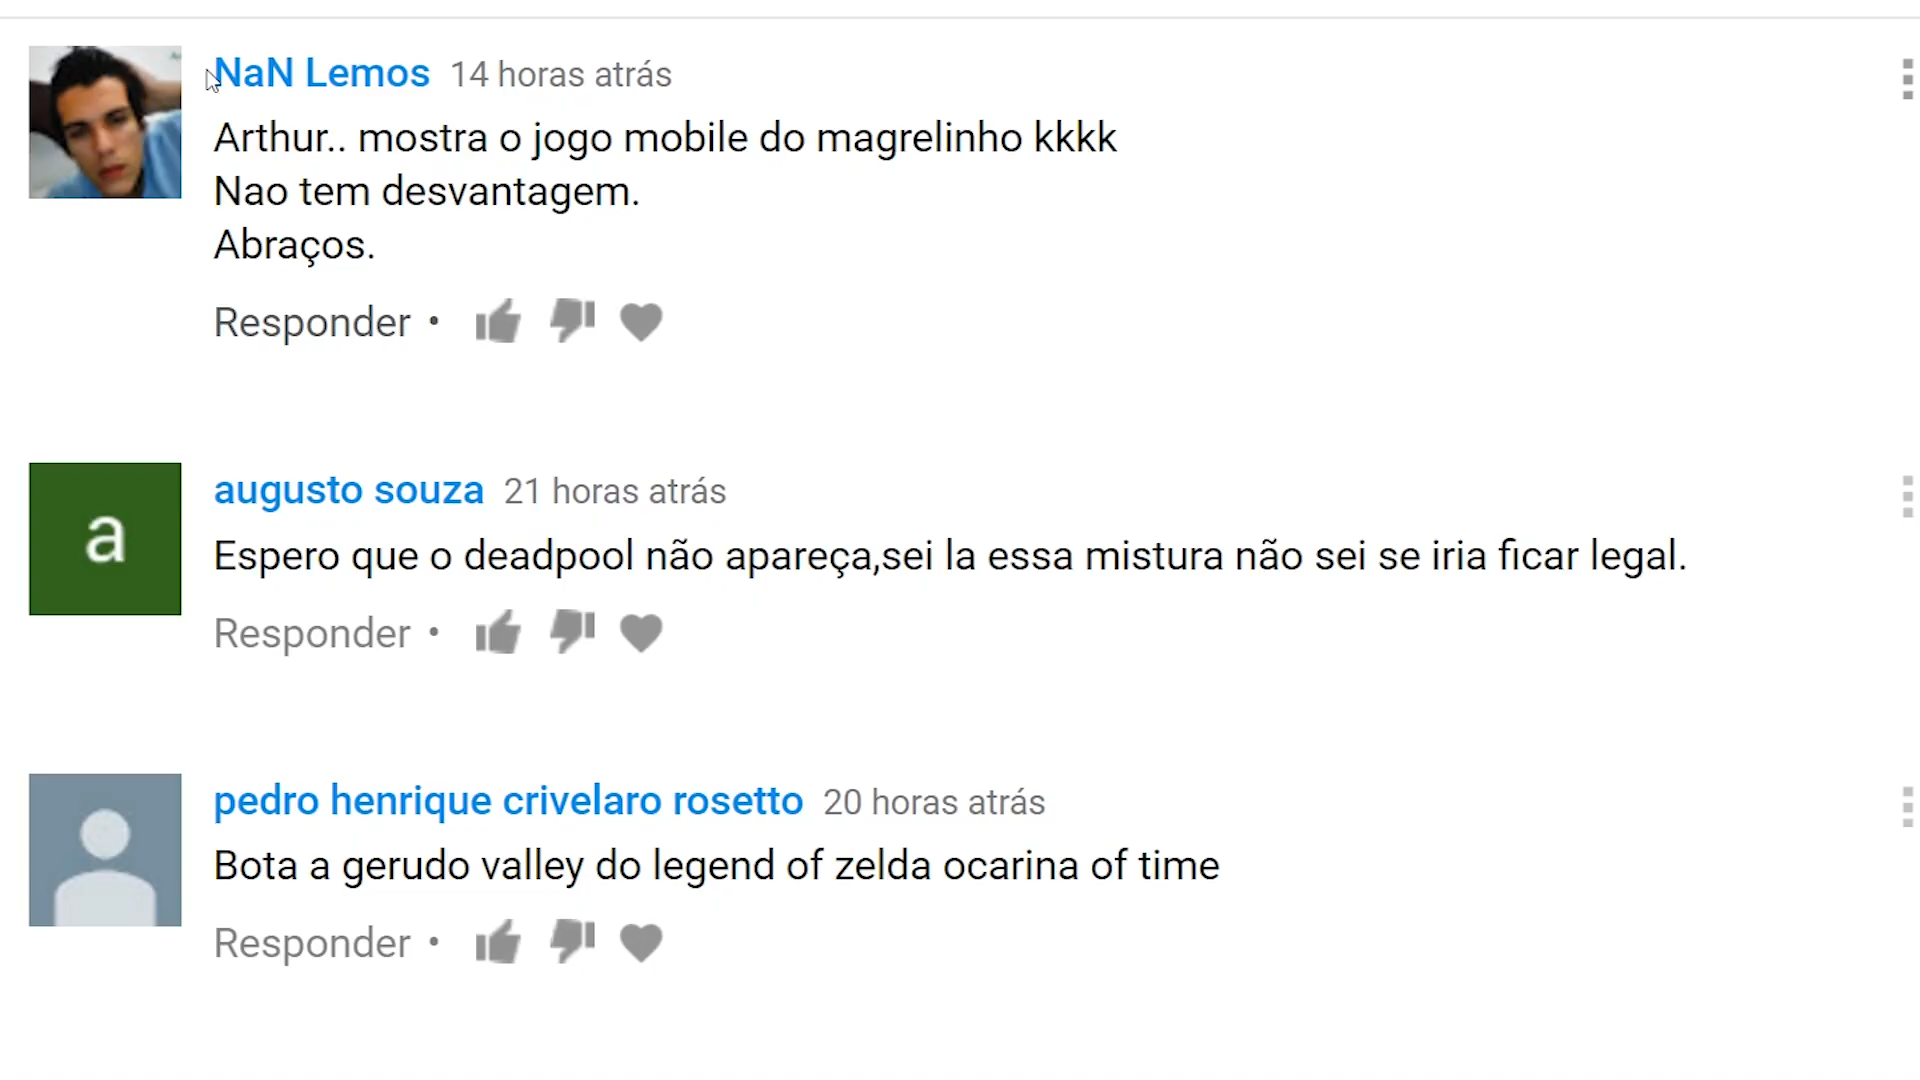 NaN Lemos 14 horas atrás
Arthur.. mostra o jogo mobile do magrelinho kkkk
Nao tem desvantagem.
Abraços.
Responder •
a
augusto souza 21 horas atrás
Espero que o deadpool não apareça,sei la essa mistura não sei se iria ficar legal.
Responder •
pedro henrique crivelaro rosetto 20 horas atrás
Bota a gerudo valley do legend of zelda ocarina of time
Responder •